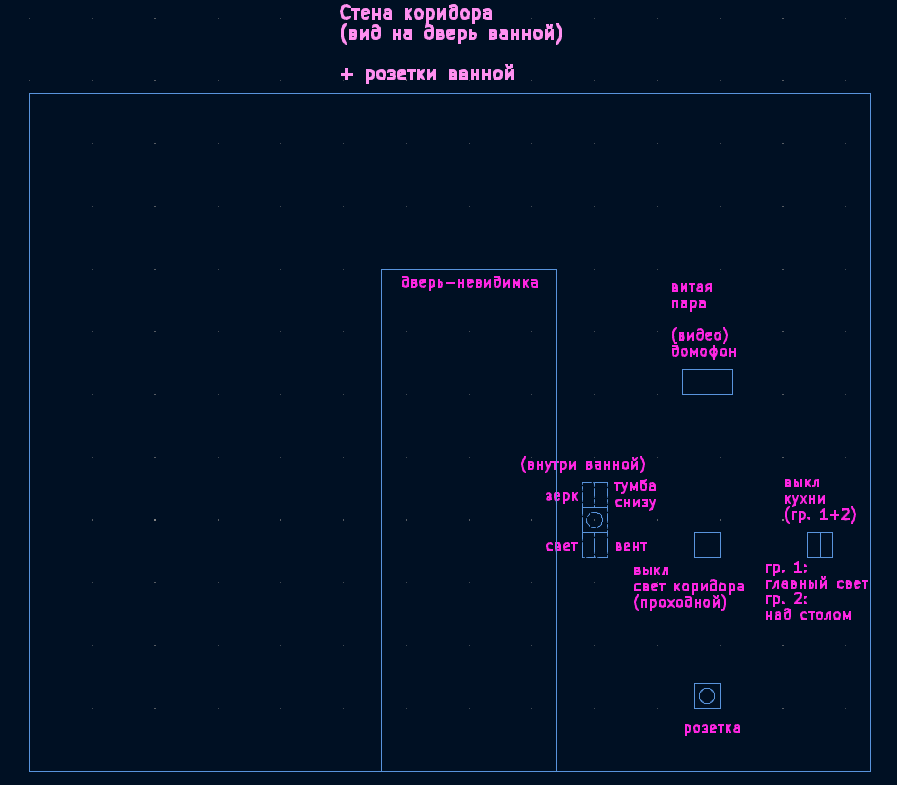 Стена коридора
(вид на дверь ванной)
+ розетки ванной
дверь-невидимка
витая
пара
(видео)
домофон
(внутри ванной)
зерк
тумба
снизу
свет
вент
выкл
свет коридора
(проходной)
выкл
кухни
(гр. 1+2)
гр. 1:
главный свет
гр. 2:
над столом
розетка